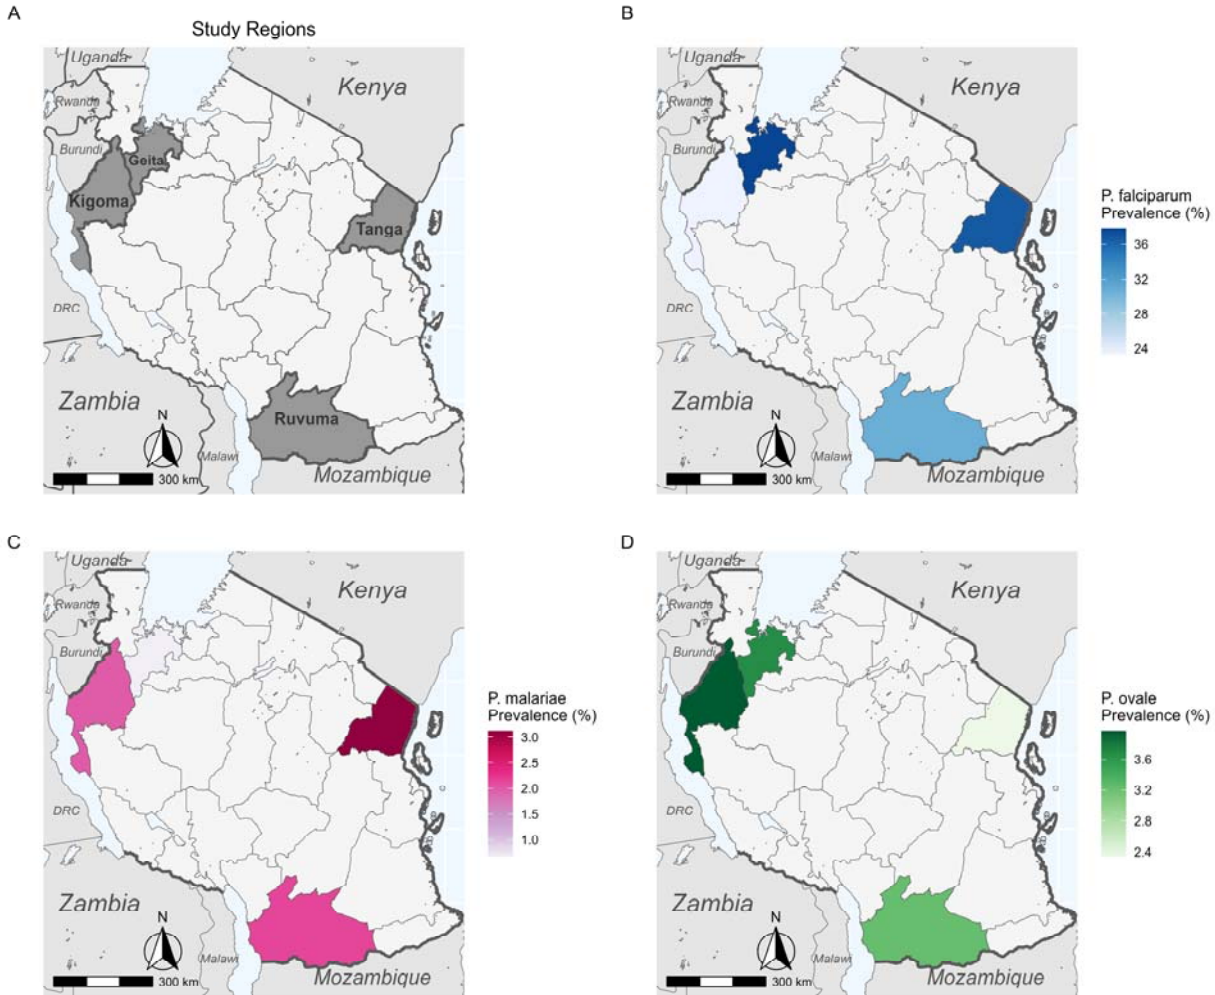 A
Study Regions
Uganda
Kenya
Rwanda
Burundi
Geita
Kigoma
Tanga
DRC
Ruvuma
Zambia
N
Malawi
300 km
Mozambique
B
Uganda
Kenya
Rwanda
Burundi
DRC
Zambia
N
Malawi
300 km
Mozambique
P. falciparum
Prevalence (%)
36
32
28
24
C
Uganda
Kenya
Rwanda
Burundi
DRC
Zambia
N
Malawi
300 km
Mozambique
P. malariae
Prevalence (%)
3.0
2.5
2.0
1.5
1.0
D
Uganda
Kenya
Rwanda
Burundi
DRC
Zambia
N
Malawi
300 km
Mozambique
P. ovale
Prevalence (%)
3.6
3.2
2.8
2.4